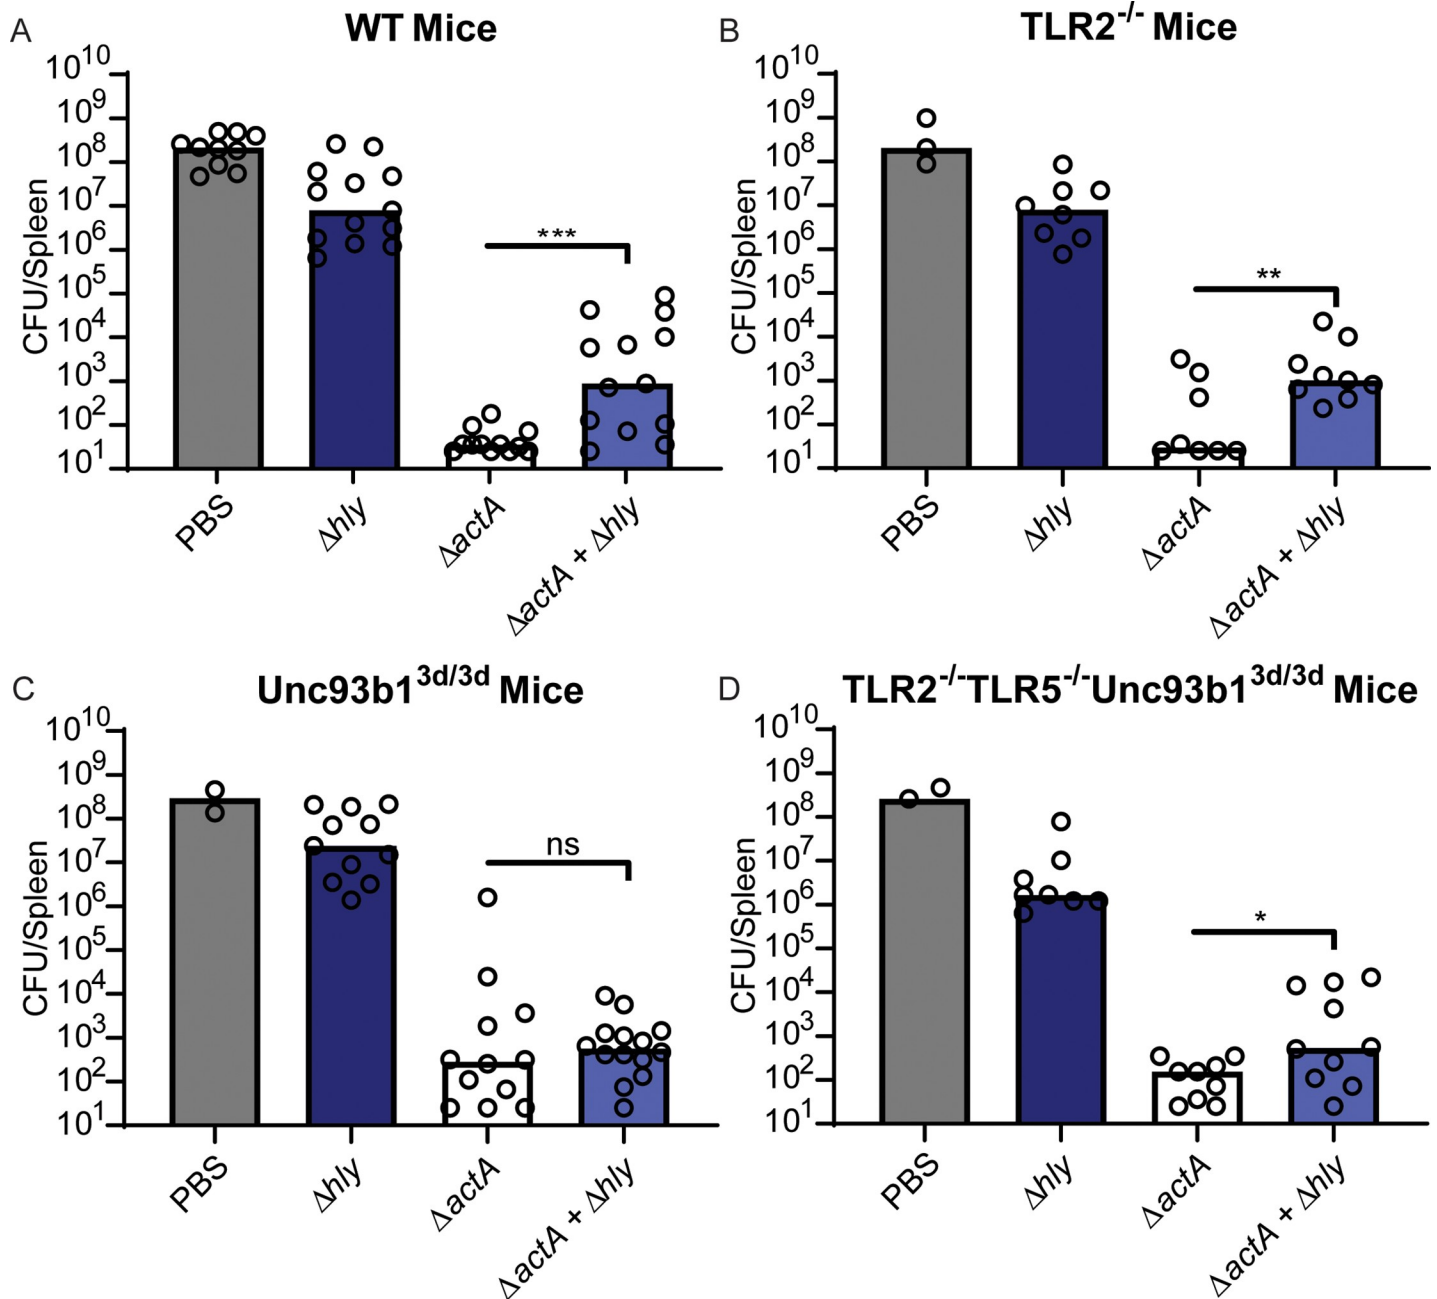 A
WT Mice
10^10
10^9
10^8
10^7
10^6
10^5
10^4
10^3
10^2
10^1
CFU/Spleen
***
PBS
Δhly
ΔactA
ΔactA + Δhly
B
TLR2^-/- Mice
10^10
10^9
10^8
10^7
10^6
10^5
10^4
10^3
10^2
10^1
CFU/Spleen
**
PBS
Δhly
ΔactA
ΔactA + Δhly
C
Unc93b1^3d/3d Mice
10^10
10^9
10^8
10^7
10^6
10^5
10^4
10^3
10^2
10^1
CFU/Spleen
ns
PBS
Δhly
ΔactA
ΔactA + Δhly
D
TLR2^-/-TLR5^-/-Unc93b1^3d/3d Mice
10^10
10^9
10^8
10^7
10^6
10^5
10^4
10^3
10^2
10^1
CFU/Spleen
*
PBS
Δhly
ΔactA
ΔactA + Δhly